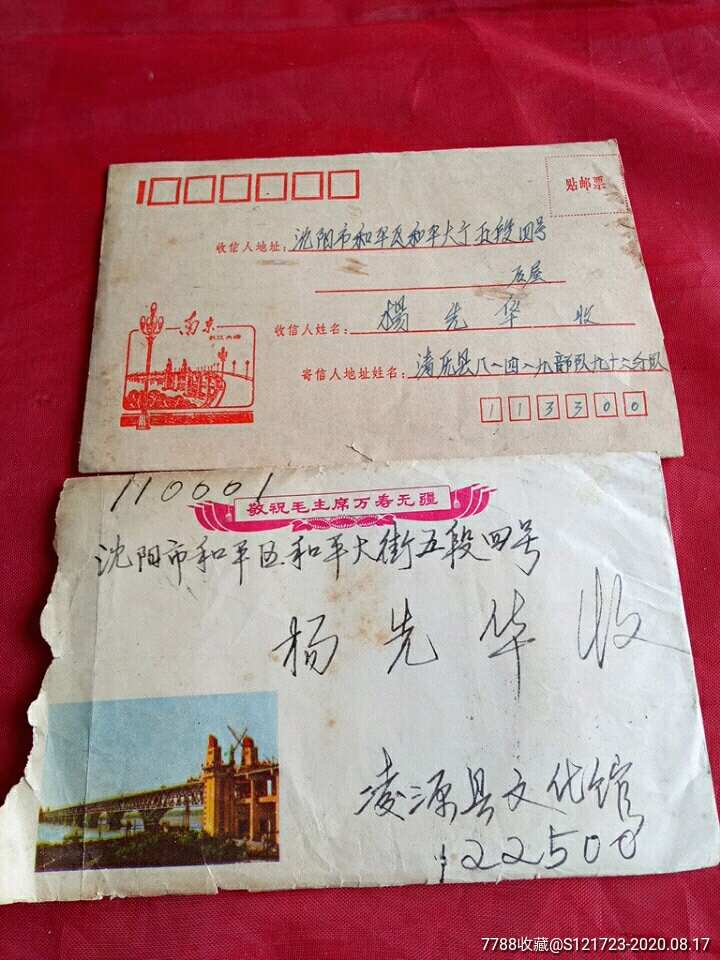 贴邮票
收信人地址: 沈阳市和平区和平大街五段四号
后屋
南京
长江大桥
收信人姓名: 楊先华 收
寄信人地址姓名: 清原县八一四一九部队九十二分队
113300
110001
敬祝毛主席万寿无疆
沈阳市和平区和平大街五段四号
杨先华 收
凌源县文化馆
122500
7788收藏@S121723-2020.08.17